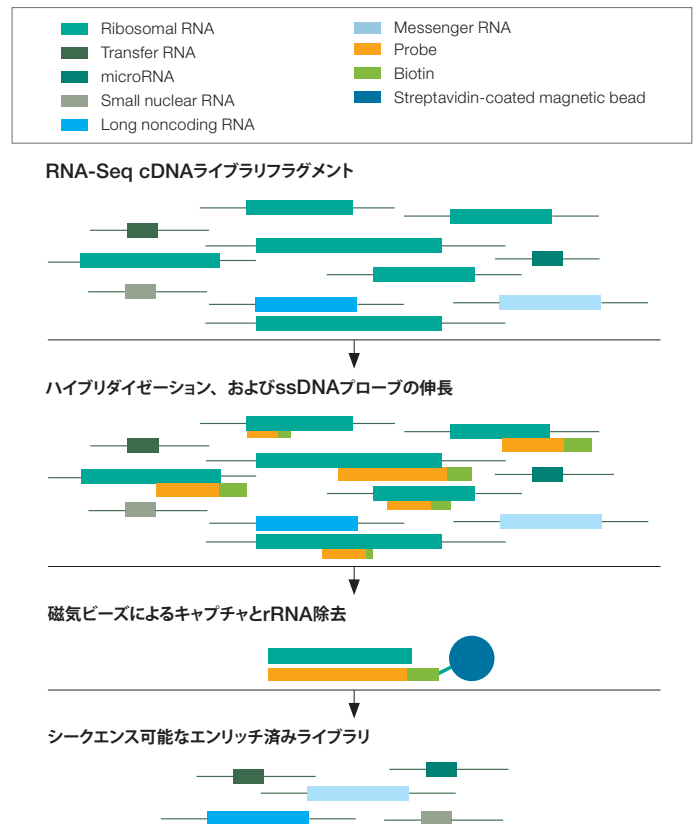 Ribosomal RNA
Transfer RNA
microRNA
Small nuclear RNA
Long noncoding RNA
Messenger RNA
Probe
Biotin
Streptavidin-coated magnetic bead
RNA-Seq cDNAライブラリフラグメント
ハイブリダイゼーション、およびssDNAプローブの伸長
磁気ビーズによるキャプチャとrRNA除去
シークエンス可能なエンリッチ済みライブラリ